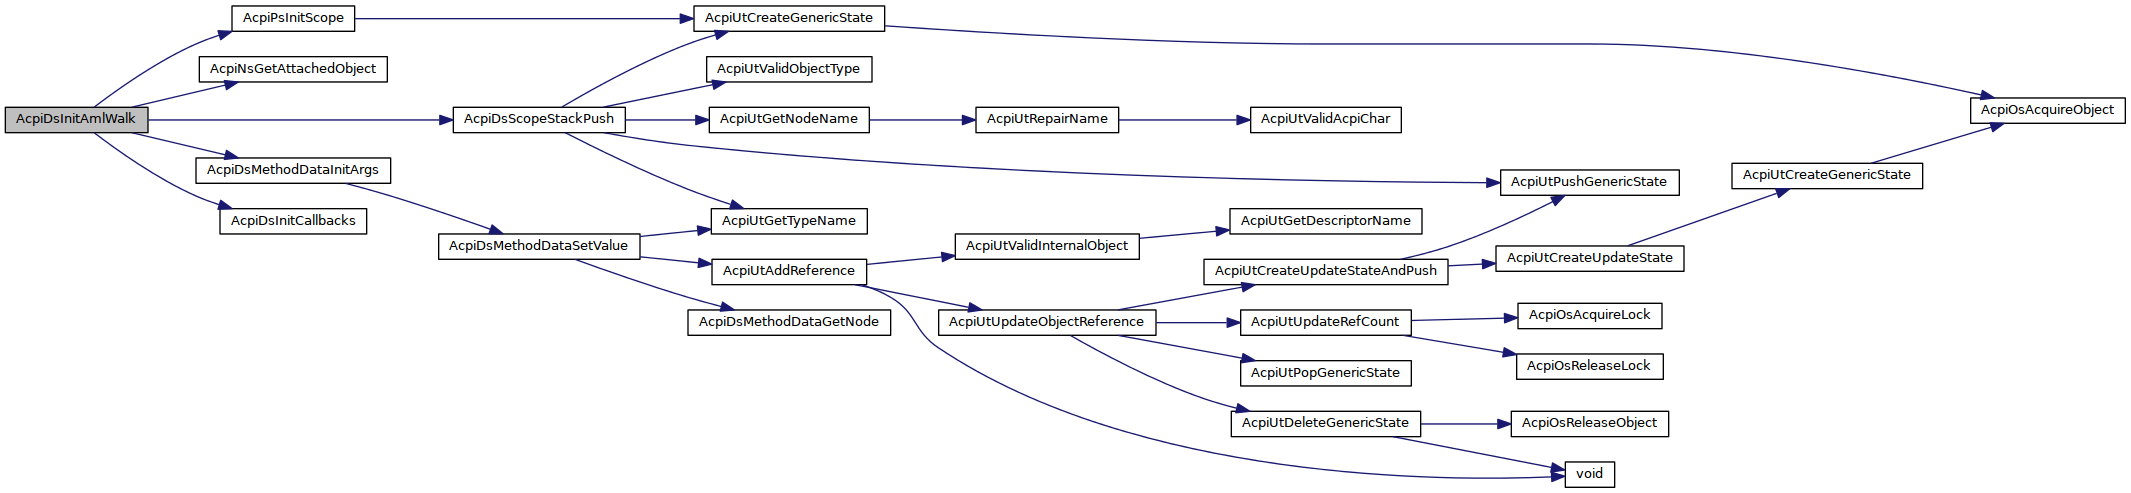 AcpiDsInitAmlWalk
AcpiPsInitScope
AcpiNsGetAttachedObject
AcpiDsMethodDataInitArgs
AcpiDsInitCallbacks
AcpiDsScopeStackPush
AcpiDsMethodDataSetValue
AcpiUtCreateGenericState
AcpiUtValidObjectType
AcpiUtGetNodeName
AcpiUtGetTypeName
AcpiUtAddReference
AcpiDsMethodDataGetNode
AcpiUtRepairName
AcpiUtValidInternalObject
AcpiUtUpdateObjectReference
AcpiUtValidAcpiChar
AcpiUtGetDescriptorName
AcpiUtCreateUpdateStateAndPush
AcpiUtUpdateRefCount
AcpiUtPopGenericState
AcpiUtDeleteGenericState
AcpiUtPushGenericState
AcpiUtCreateUpdateState
AcpiOsAcquireLock
AcpiOsReleaseLock
AcpiOsReleaseObject
void
AcpiUtCreateGenericState
AcpiOsAcquireObject